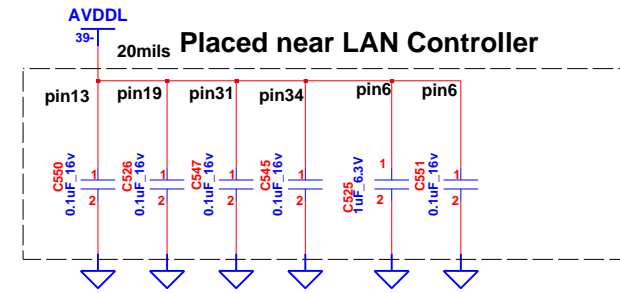 AVDDL
39-
20mils
Placed near LAN Controller
pin13
pin19
pin31
pin34
pin6
pin6
C550
0.1uF_16v
1
2
C526
0.1uF_16v
1
2
C547
0.1uF_16v
1
2
C545
0.1uF_16v
1
2
C525
1uF_6.3V
1
2
C551
0.1uF_16v
1
2